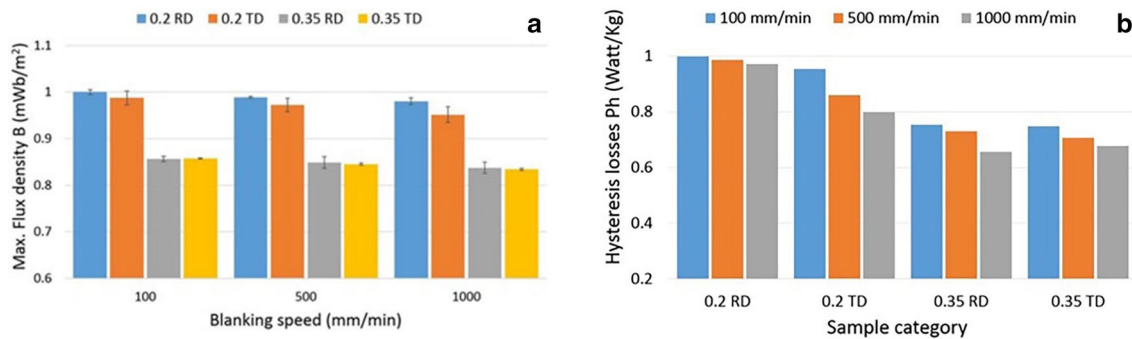 0.2 RD 0.2 TD 0.35 RD 0.35 TD
a
Max. Flux density B (mWb/m²)
1.1
1
0.9
0.8
0.7
0.6
100 500 1000
Blanking speed (mm/min)
100 mm/min 500 mm/min 1000 mm/min
b
Hysteresis losses Ph (Watt/Kg)
1
0.8
0.6
0.4
0.2
0.2 RD 0.2 TD 0.35 RD 0.35 TD
Sample category